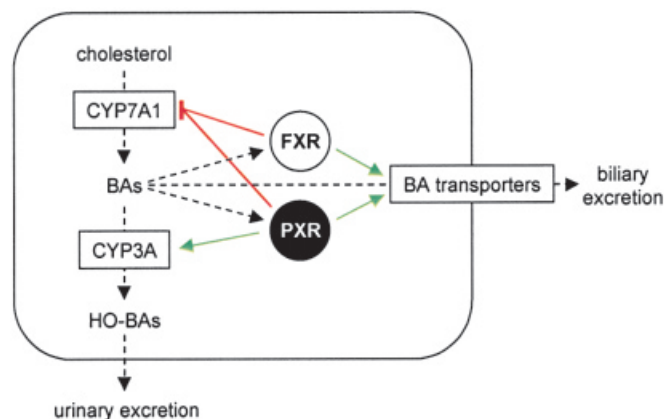 cholesterol
CYP7A1
FXR
BAs
BA transporters
biliary
excretion
PXR
CYP3A
HO-BAs
urinary excretion